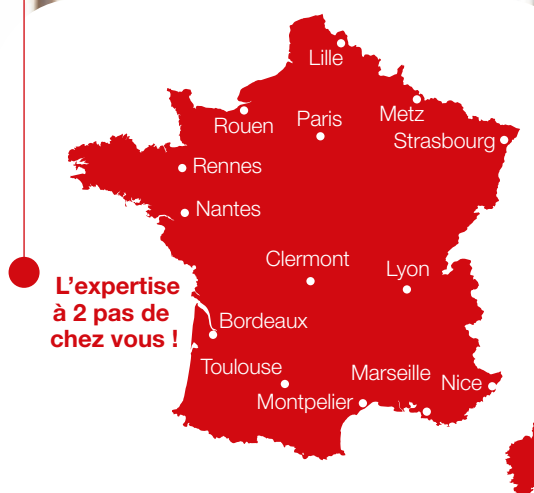 Lille
Metz
Rouen
Paris
Strasbourg
Rennes
Nantes
Clermont
Lyon
L'expertise
à 2 pas de
chez vous !
Bordeaux
Toulouse
Marseille
Nice
Montpelier